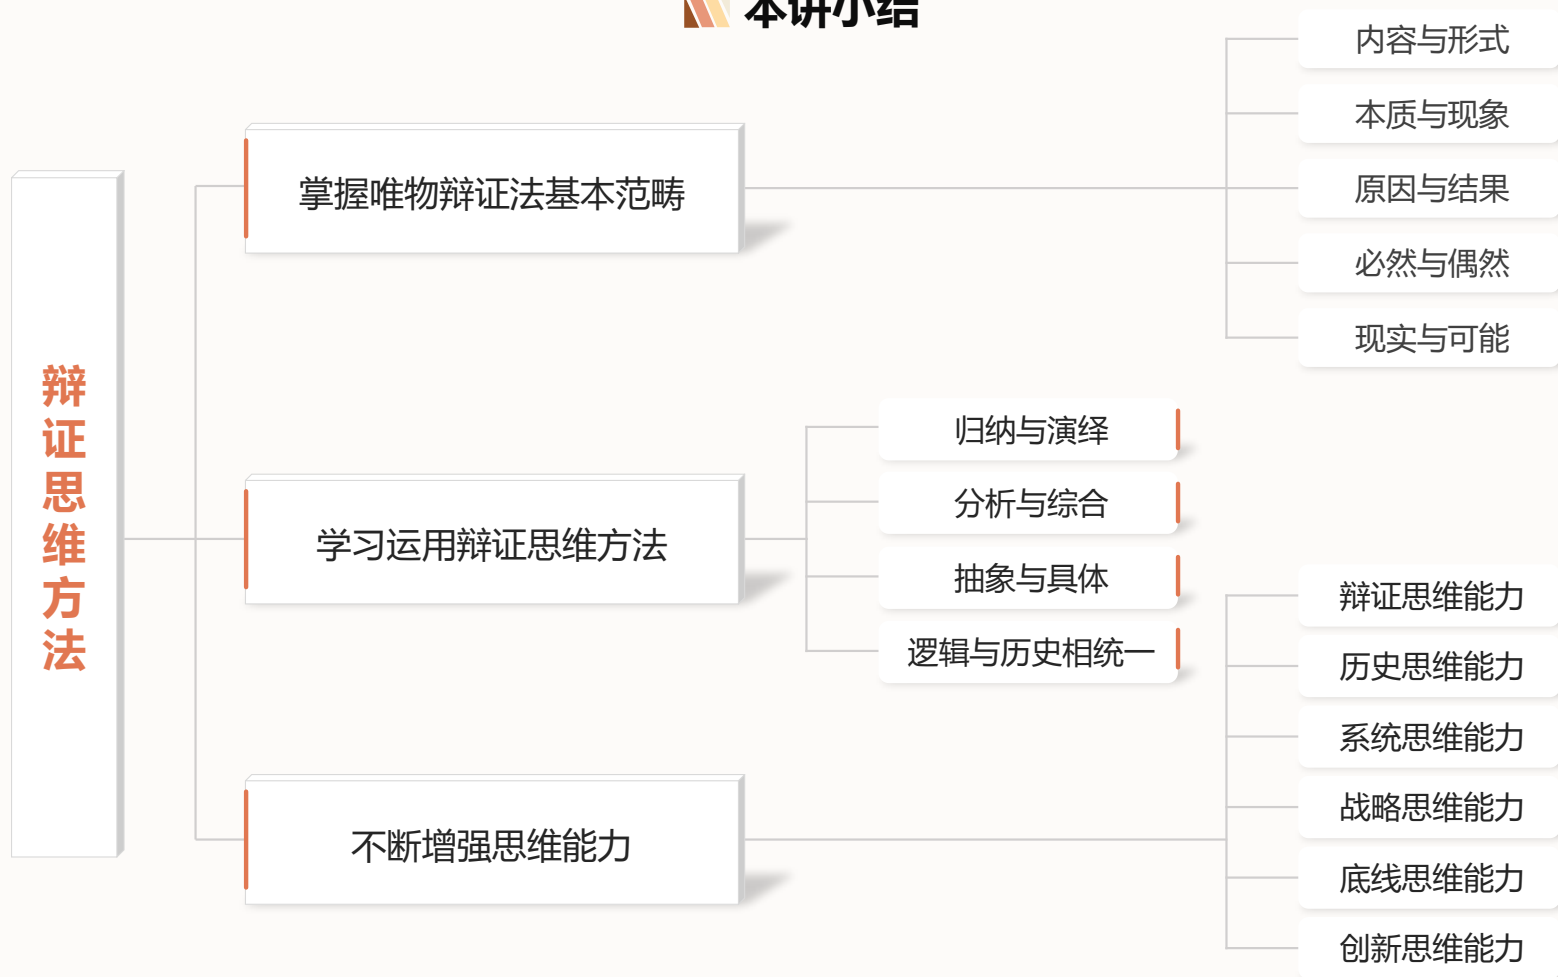 本讲小结
辩证思维方法
掌握唯物辩证法基本范畴
内容与形式
本质与现象
原因与结果
必然与偶然
现实与可能
学习运用辩证思维方法
归纳与演绎
分析与综合
抽象与具体
逻辑与历史相统一
不断增强思维能力
辩证思维能力
历史思维能力
系统思维能力
战略思维能力
底线思维能力
创新思维能力